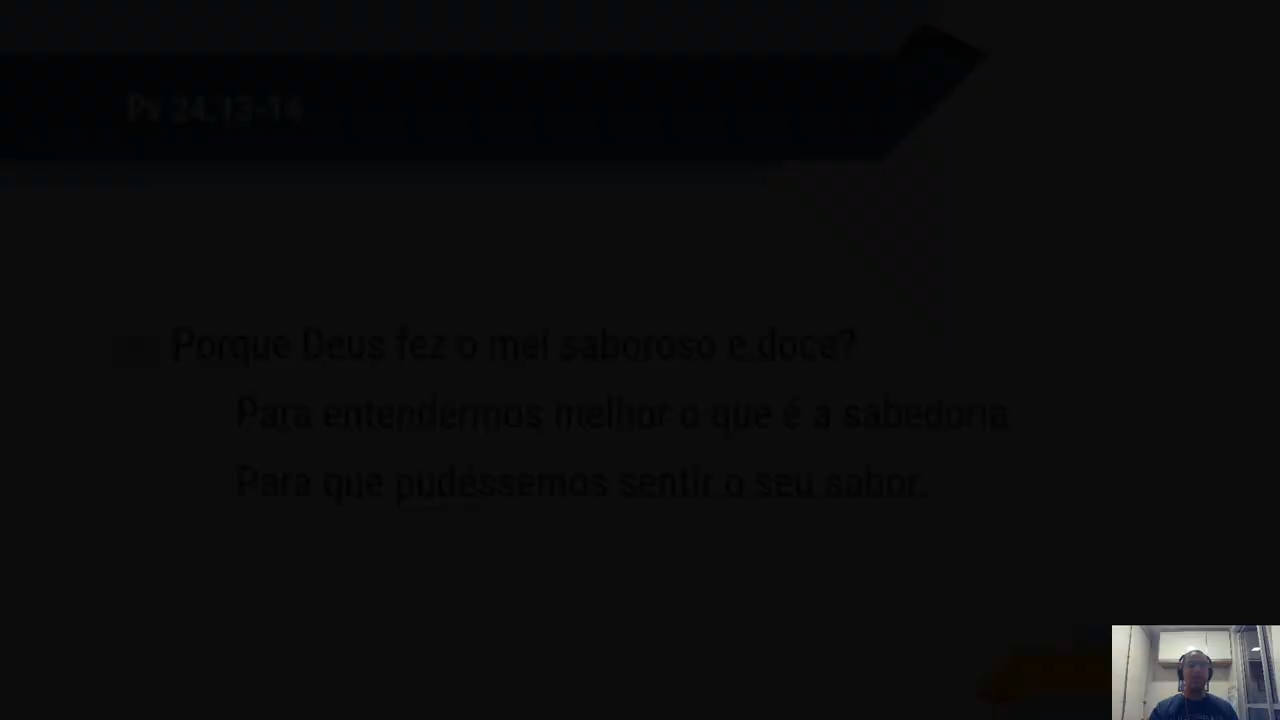 Pv 24.13-14
Porque Deus fez o mel saboroso e doce?
Para entendermos melhor o que é a sabedoria
Para que pudéssemos sentir o seu sabor.